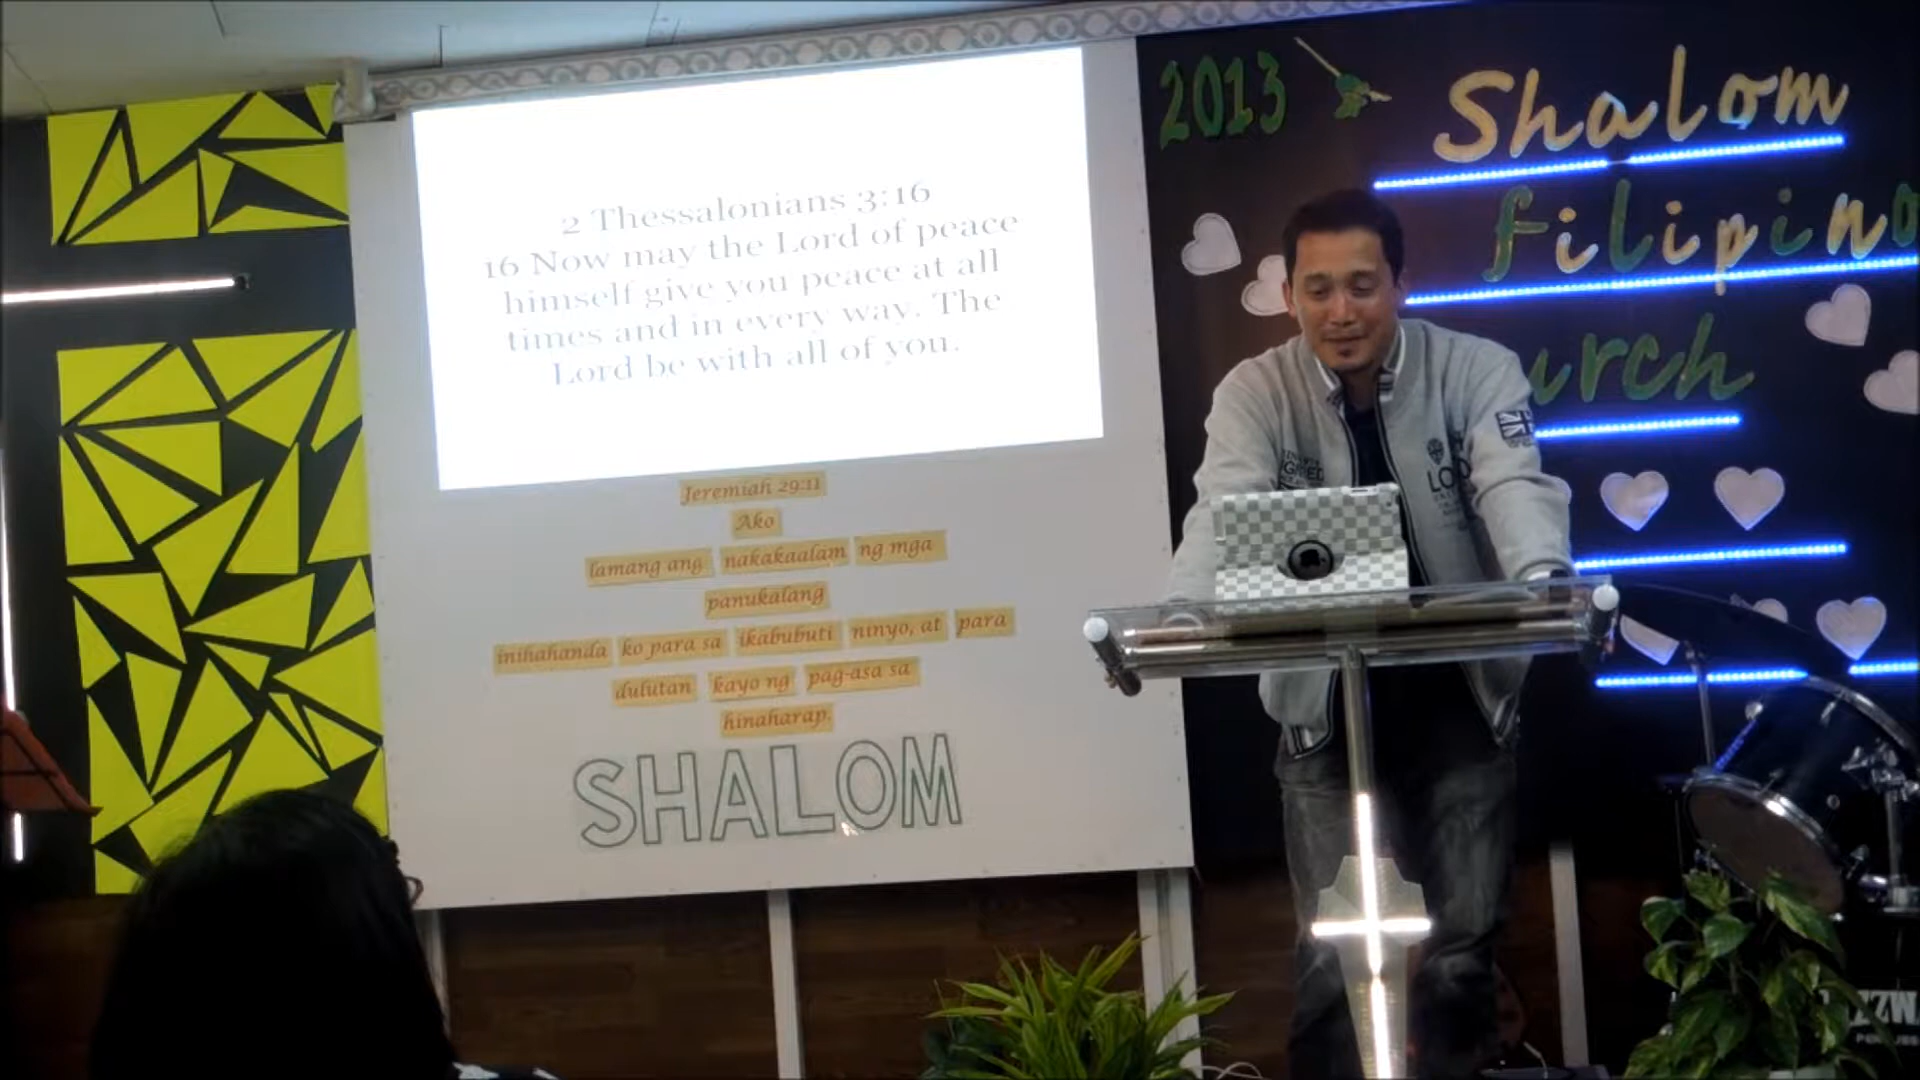 2 Thessalonians 3:16
16 Now may the Lord of peace
himself give you peace at all
times and in every way. The
Lord be with all of you.
Jeremiah 29:11
Ako
lamang ang nakakaalam ng mga
panukalang
inihahanda ko para sa ikabubuti ninyo, at para
dulutan kayo ng pag-asa sa
hinaharap.
SHALOM
2013
Shalom
filipino
urch